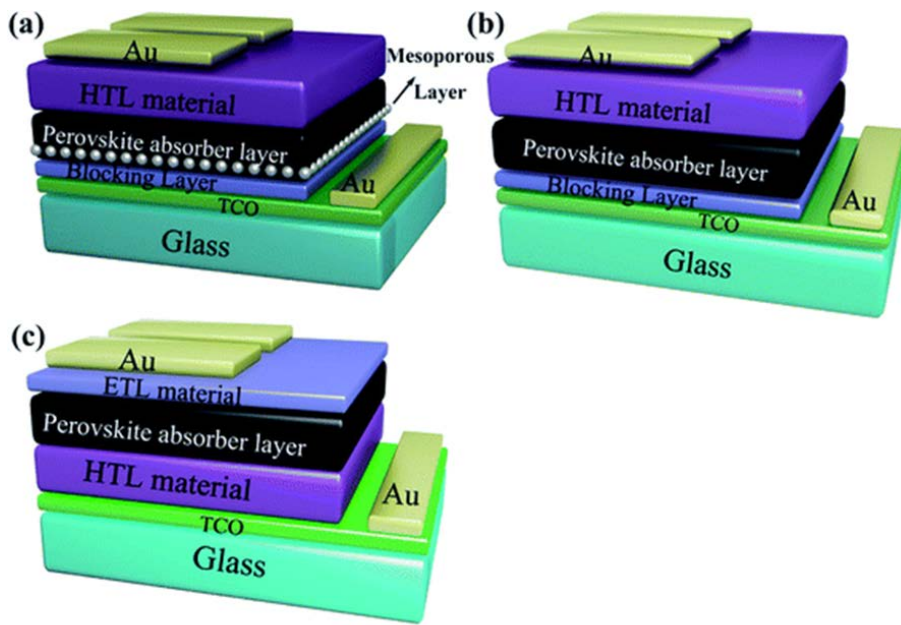 (a)
Au
HTL material
Mesoporous
Layer
Perovskite absorber layer
Blocking Layer
Au
TCO
Glass
(b)
Au
HTL material
Perovskite absorber layer
Blocking Layer
Au
TCO
Glass
(c)
Au
ETL material
Perovskite absorber layer
HTL material
Au
TCO
Glass